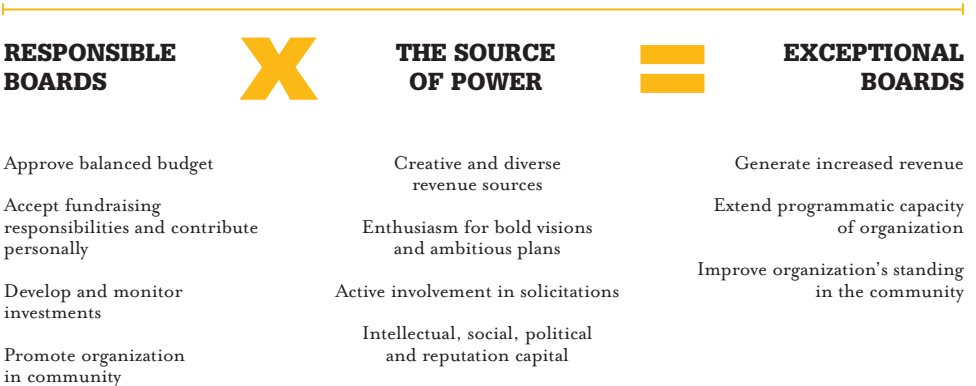 RESPONSIBLE
BOARDS
X
THE SOURCE
OF POWER
=
EXCEPTIONAL
BOARDS
Approve balanced budget
Accept fundraising
responsibilities and contribute
personally
Develop and monitor
investments
Promote organization
in community
Creative and diverse
revenue sources
Enthusiasm for bold visions
and ambitious plans
Active involvement in solicitations
Intellectual, social, political
and reputation capital
Generate increased revenue
Extend programmatic capacity
of organization
Improve organization’s standing
in the community